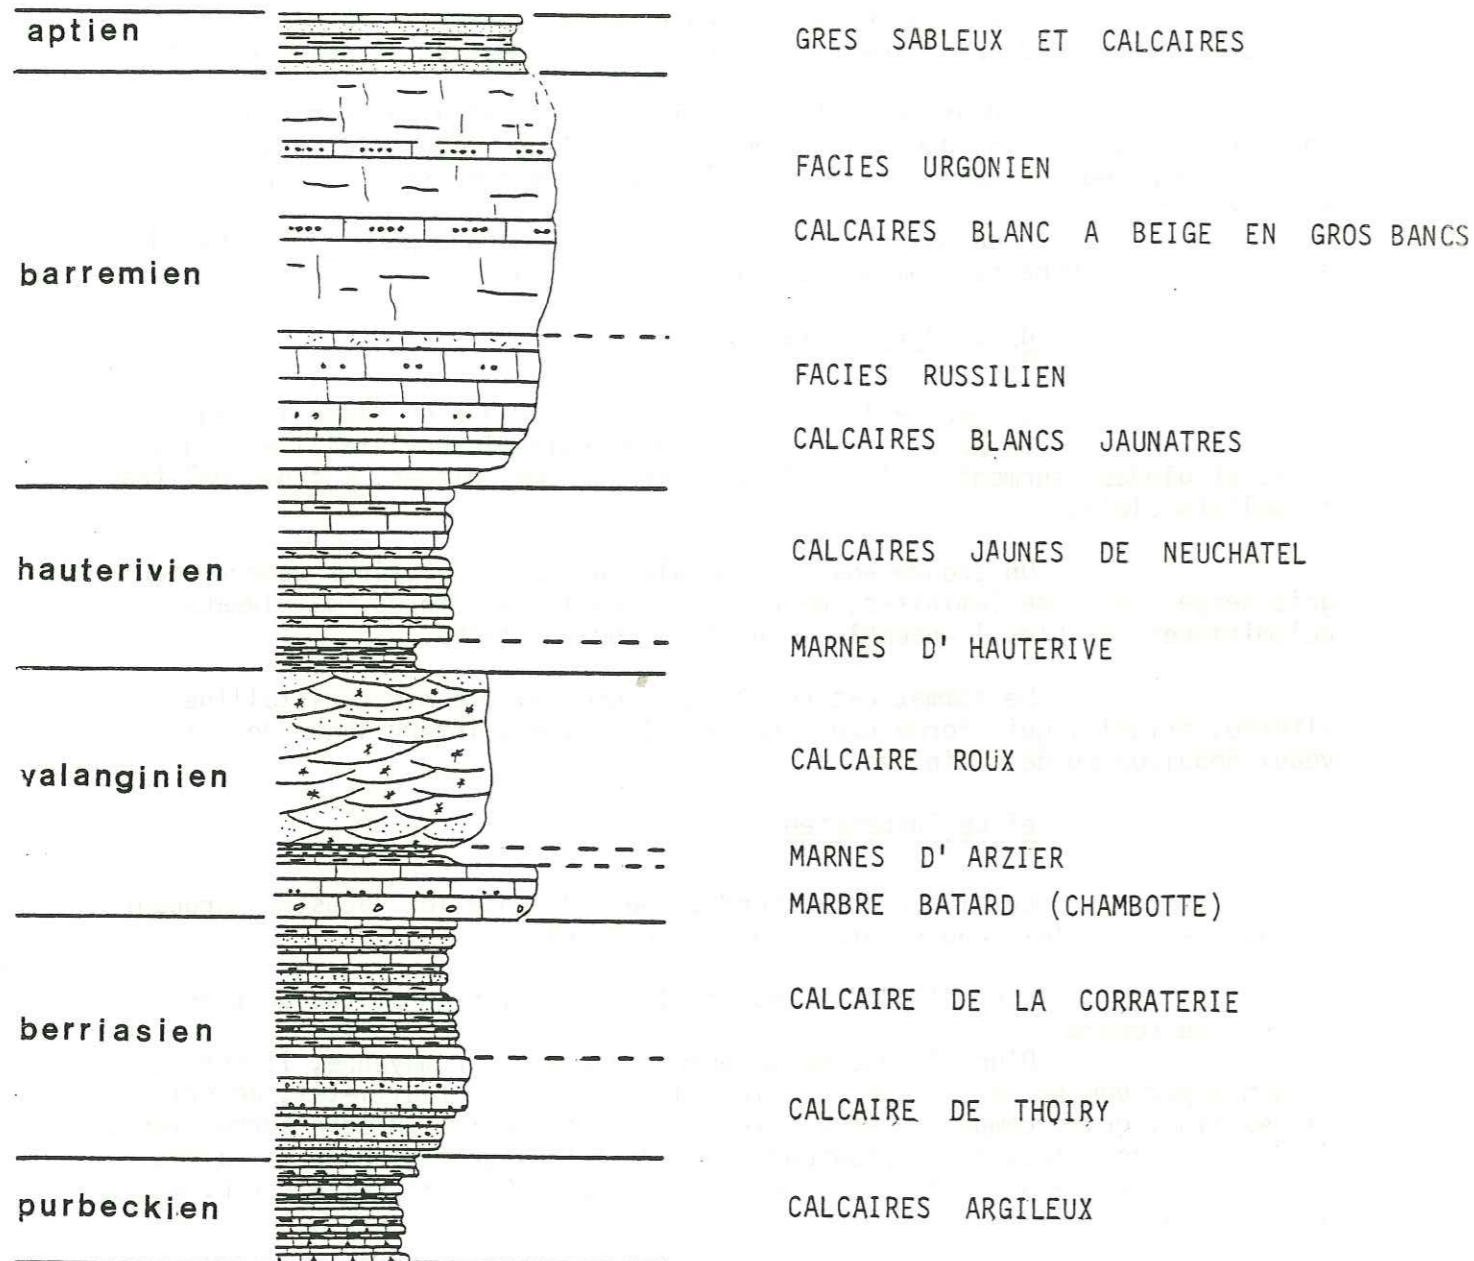 aptien
GRES SABLEUX ET CALCAIRES
FACIES URGONIEN
CALCAIRES BLANC A BEIGE EN GROS BANCS
barremien
FACIES RUSSILIEN
CALCAIRES BLANCS JAUNATRES
hauterivien
CALCAIRES JAUNES DE NEUCHATEL
MARNES D' HAUTERIVE
valanginien
CALCAIRE ROUX
MARNES D' ARZIER
MARBRE BATARD (CHAMBOTTE)
berriasien
CALCAIRE DE LA CORRATERIE
CALCAIRE DE THOIRY
purbeckien
CALCAIRES ARGILEUX